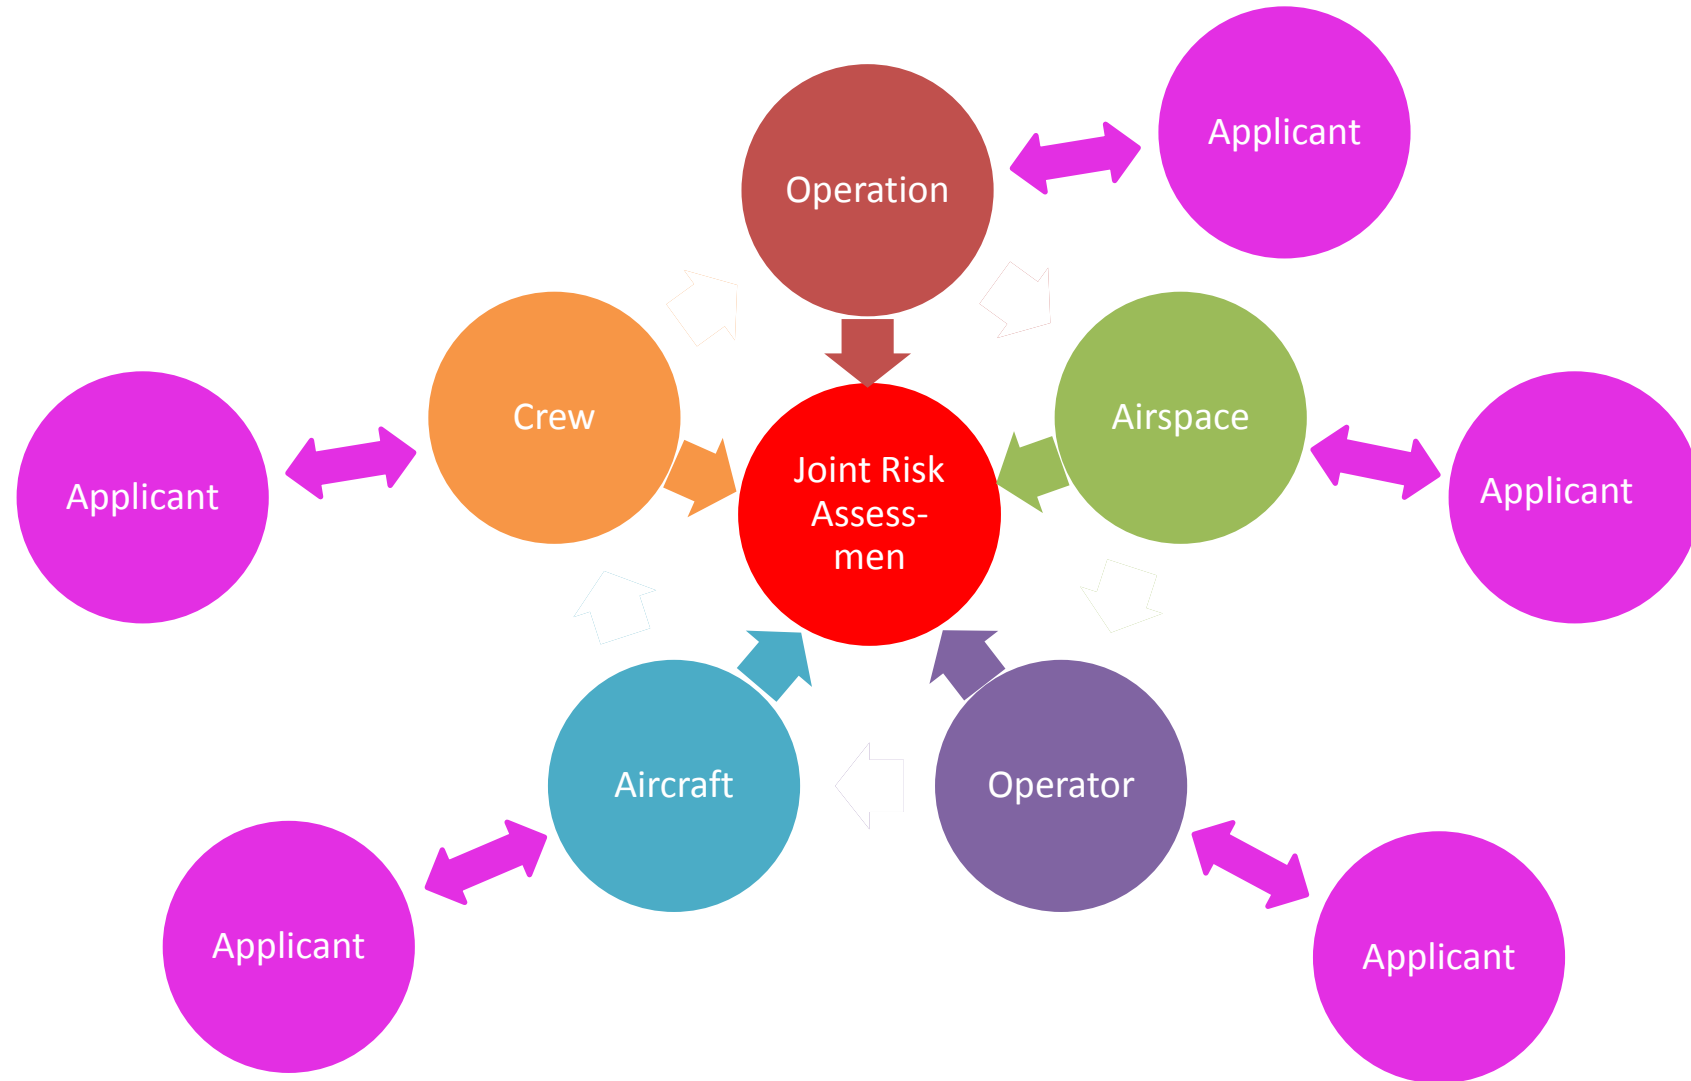 Applicant
Operation
Crew
Airspace
Joint Risk
Assess-
men
Applicant
Applicant
Aircraft
Operator
Applicant
Applicant